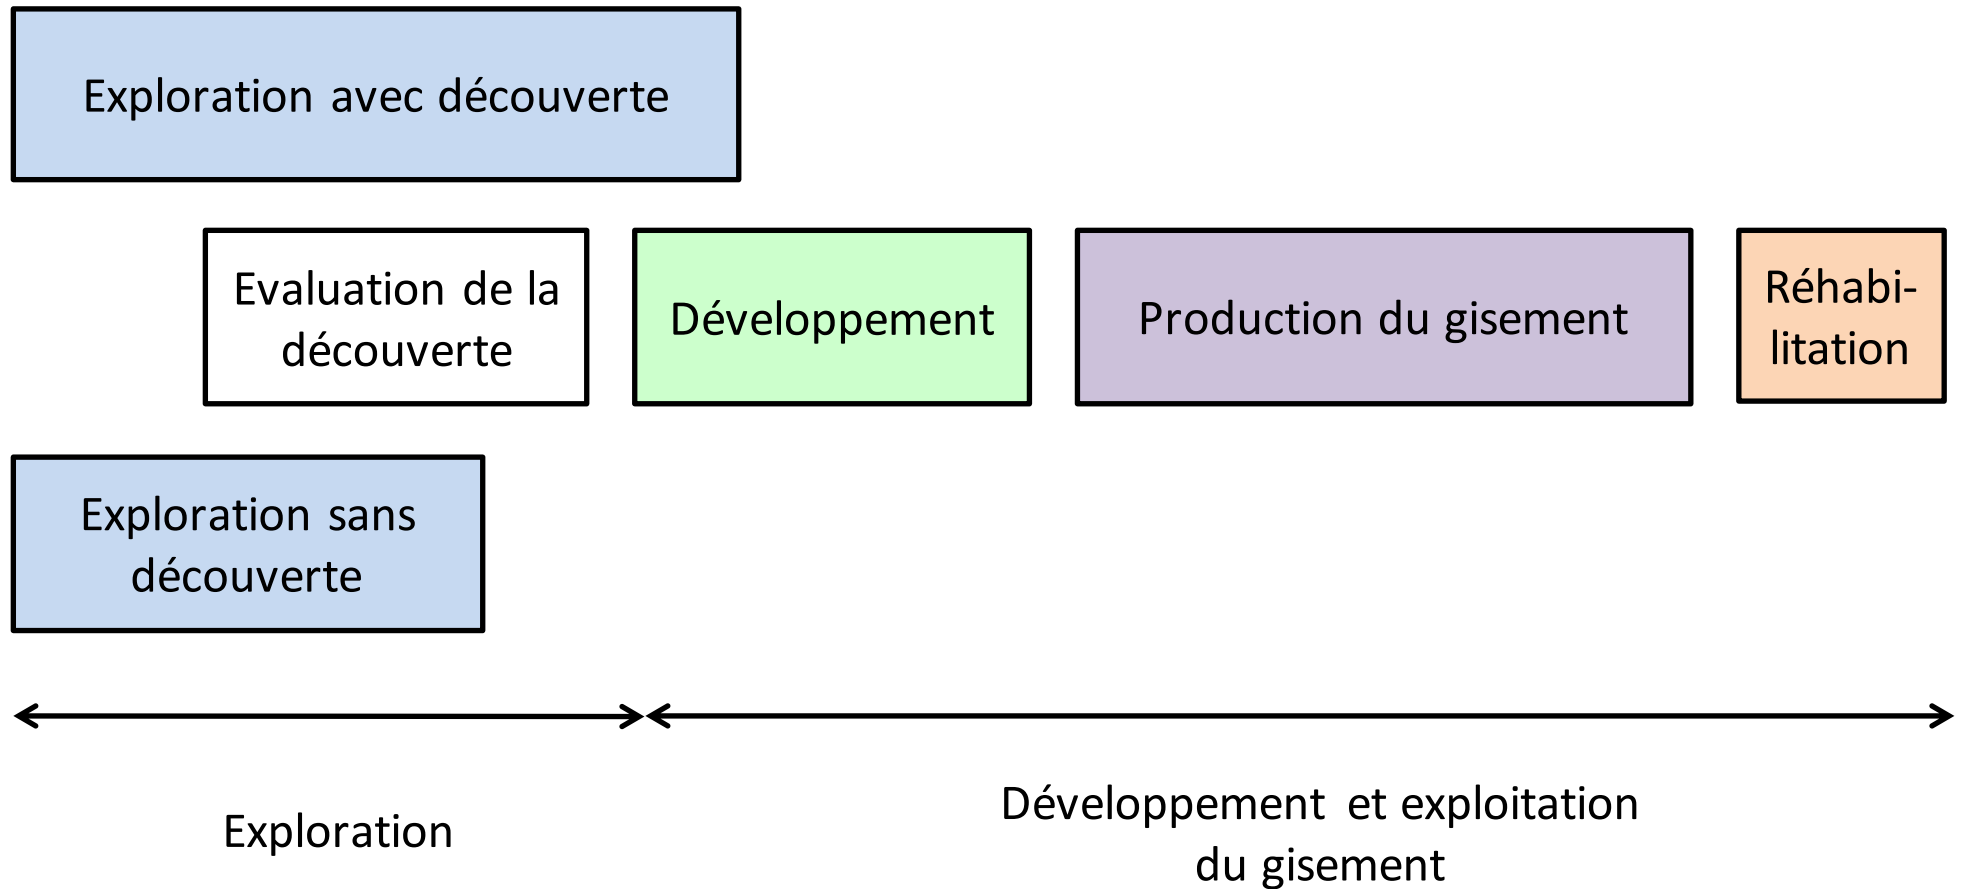 Exploration avec découverte
Evaluation de la
découverte
Développement
Production du gisement
Réhabi-
litation
Exploration sans
découverte
Exploration
Développement et exploitation
du gisement